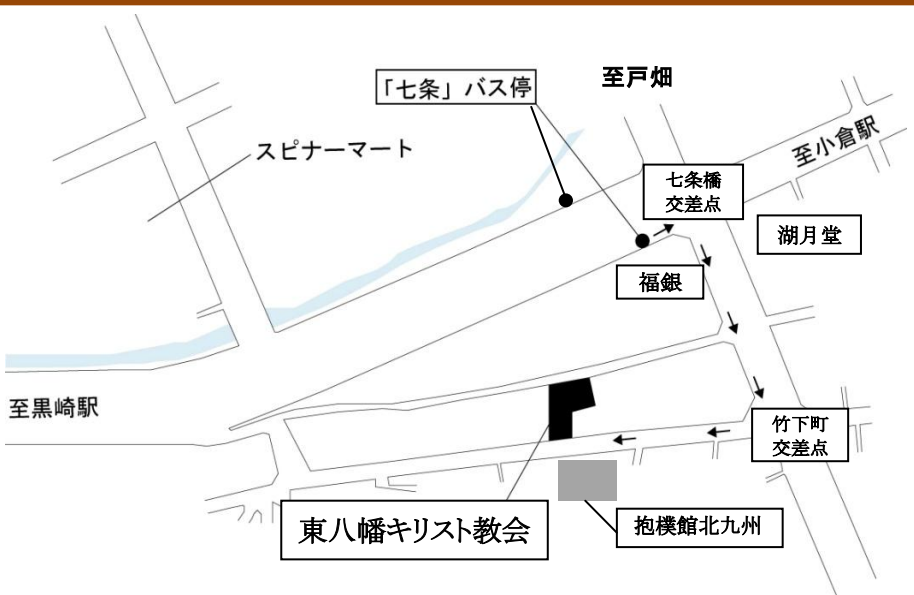 至戸畑
「七条」バス停
スピナーマート
至小倉駅
七条橋
交差点
湖月堂
福銀
至黒崎駅
竹下町
交差点
東八幡キリスト教会
抱樸館北九州